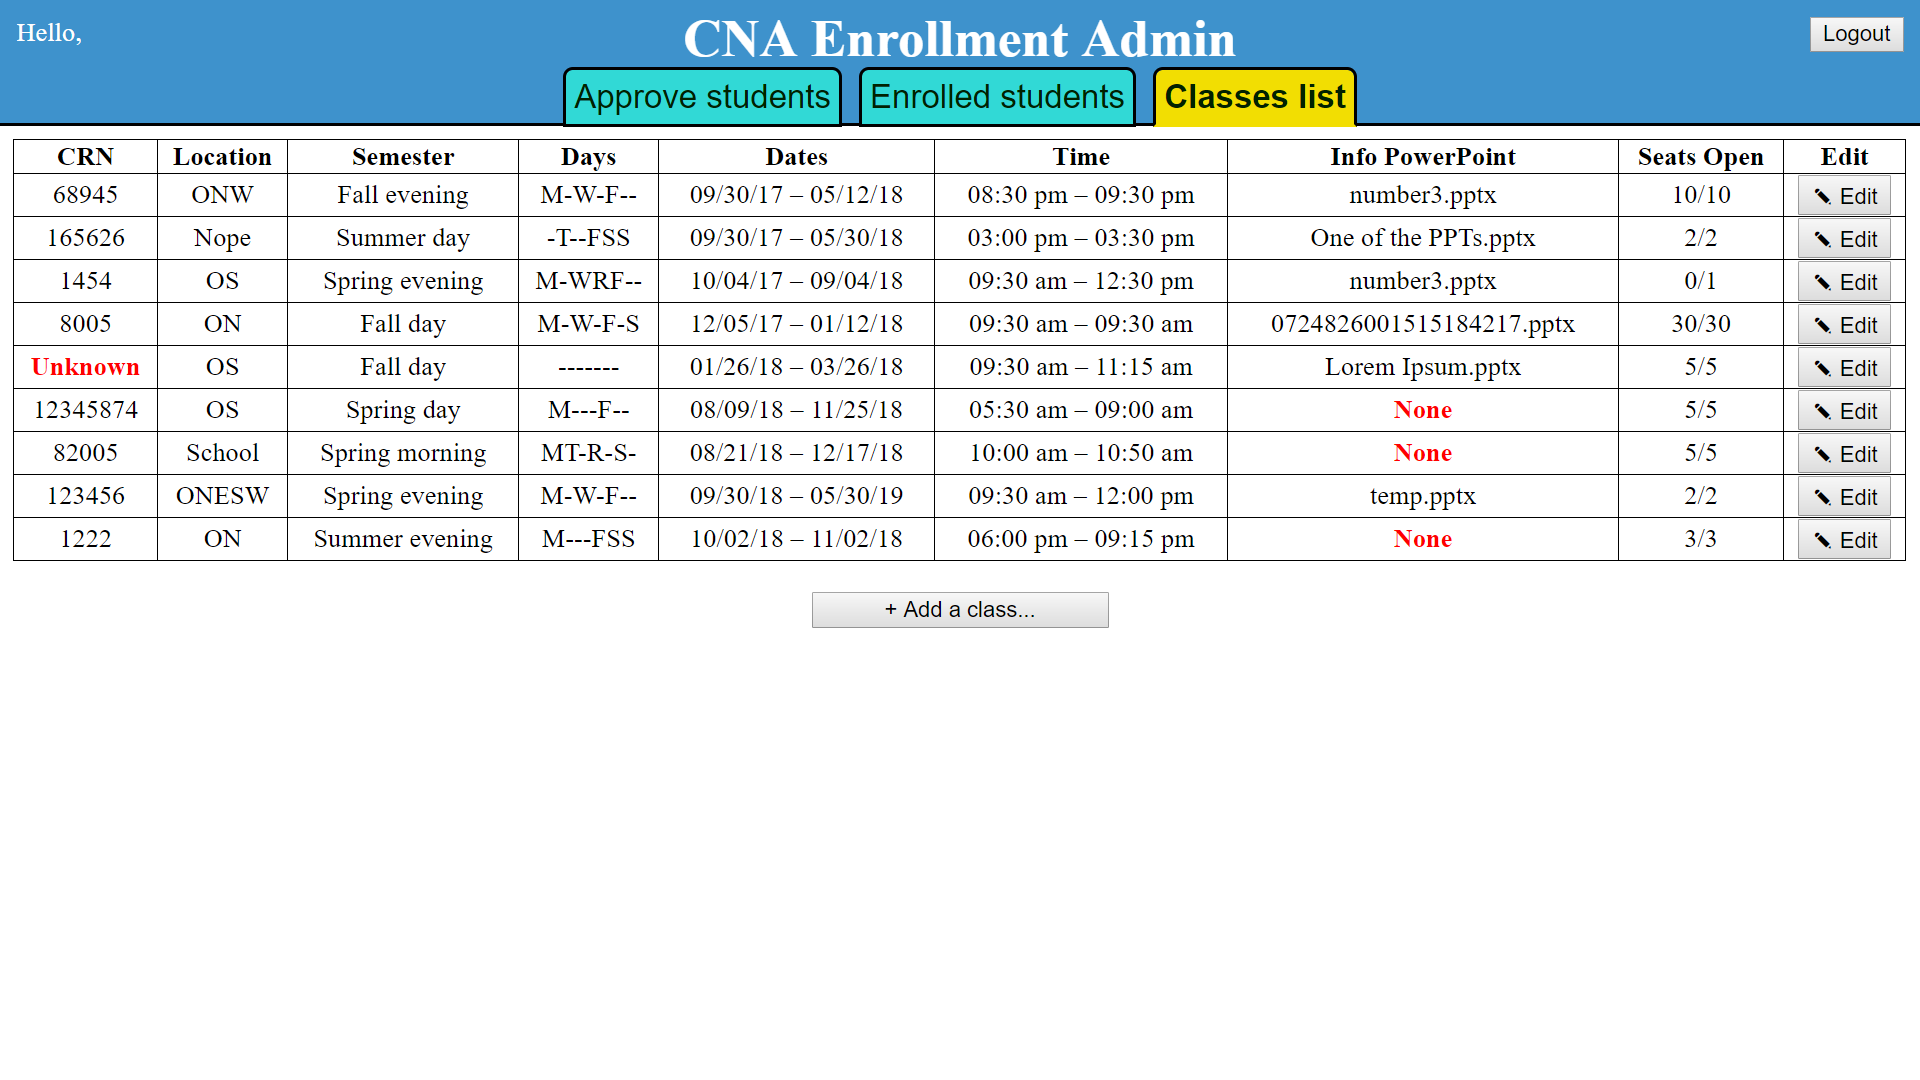 Hello,
CNA Enrollment Admin
Logout
Approve students Enrolled students Classes list
CRN Location Semester Days Dates Time Info PowerPoint Seats Open Edit
68945 ONW Fall evening M-W-F-- 09/30/17 – 05/12/18 08:30 pm – 09:30 pm number3.pptx 10/10 Edit
165626 Nope Summer day -T--FSS 09/30/17 – 05/30/18 03:00 pm – 03:30 pm One of the PPTs.pptx 2/2 Edit
1454 OS Spring evening M-WRF-- 10/04/17 – 09/04/18 09:30 am – 12:30 pm number3.pptx 0/1 Edit
8005 ON Fall day M-W-F-S 12/05/17 – 01/12/18 09:30 am – 09:30 am 0724826001515184217.pptx 30/30 Edit
Unknown OS Fall day ------- 01/26/18 – 03/26/18 09:30 am – 11:15 am Lorem Ipsum.pptx 5/5 Edit
12345874 OS Spring day M---F-- 08/09/18 – 11/25/18 05:30 am – 09:00 am None 5/5 Edit
82005 School Spring morning MT-R-S- 08/21/18 – 12/17/18 10:00 am – 10:50 am None 5/5 Edit
123456 ONESW Spring evening M-W-F-- 09/30/18 – 05/30/19 09:30 am – 12:00 pm temp.pptx 2/2 Edit
1222 ON Summer evening M---FSS 10/02/18 – 11/02/18 06:00 pm – 09:15 pm None 3/3 Edit
+ Add a class...